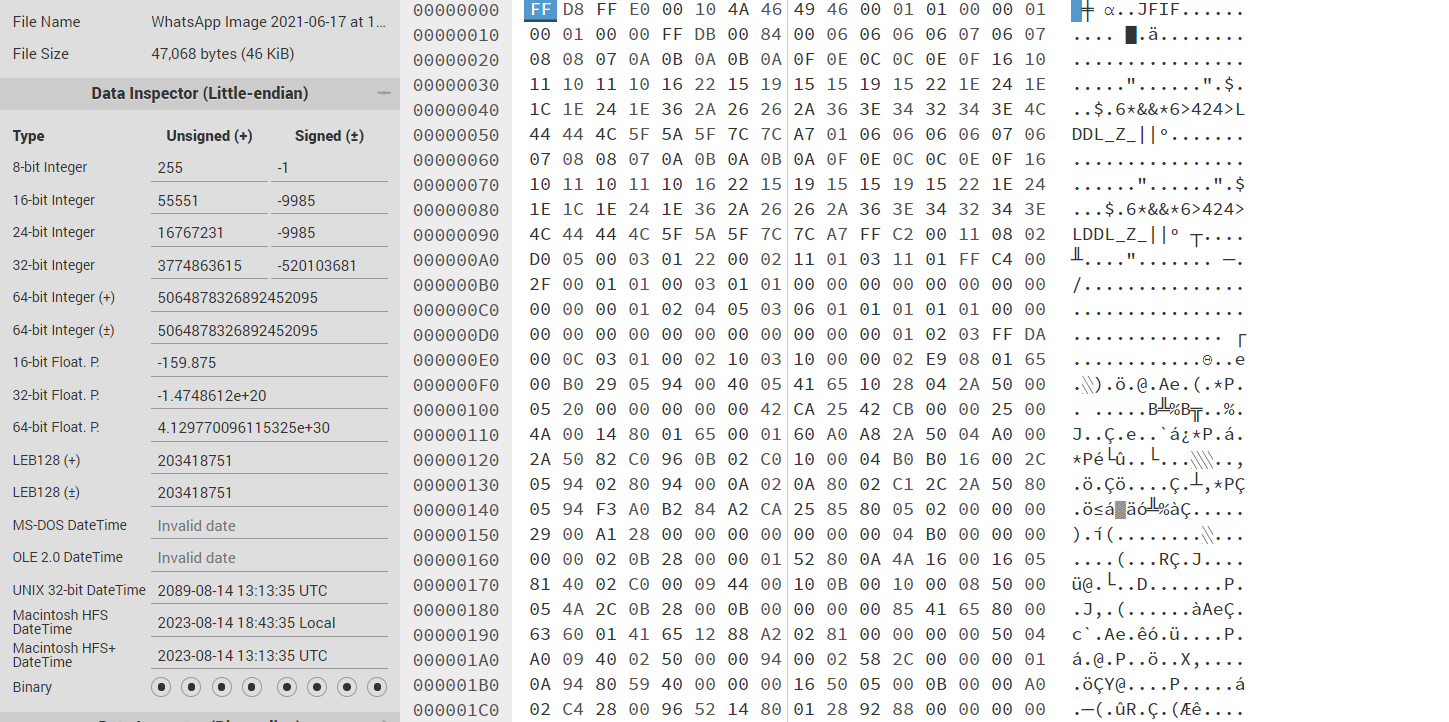 File Name WhatsApp Image 2021-06-17 at 1...
File Size 47,068 bytes (46 KiB)
Data Inspector (Little-endian)
Type Unsigned (+) Signed (±)
8-bit Integer 255 -1
16-bit Integer 55551 -9985
24-bit Integer 16767231 -9985
32-bit Integer 3774863615 -520103681
64-bit Integer (+) 5064878326892452095
64-bit Integer (±) 5064878326892452095
16-bit Float. P. -159.875
32-bit Float. P. -1.4748612e+20
64-bit Float. P. 4.129770096115325e+30
LEB128 (+) 203418751
LEB128 (±) 203418751
MS-DOS DateTime Invalid date
OLE 2.0 DateTime Invalid date
UNIX 32-bit DateTime 2089-08-14 13:13:35 UTC
Macintosh HFS
DateTime 2023-08-14 18:43:35 Local
Macintosh HFS+
DateTime 2023-08-14 13:13:35 UTC
Binary
00000000 FF D8 FF E0 00 10 4A 46 49 46 00 01 01 00 00 01 ╪ α..JFIF......
00000010 00 01 00 00 FF DB 00 84 00 06 06 06 06 07 06 07 .... █.ä........
00000020 08 08 07 0A 0B 0A 0B 0A 0F 0E 0C 0C 0E 0F 16 10 ................
00000030 11 10 11 10 16 22 15 19 15 15 19 15 22 1E 24 1E ....."......".$.
00000040 1C 1E 24 1E 36 2A 26 26 2A 36 3E 34 32 34 3E 4C ..$.6*&&*6>424>L
00000050 44 44 4C 5F 5A 5F 7C 7C A7 01 06 06 06 06 07 06 DDL_Z_||º.......
00000060 07 08 08 07 0A 0B 0A 0B 0A 0F 0E 0C 0C 0E 0F 16 ................
00000070 10 11 10 11 10 16 22 15 19 15 15 19 15 22 1E 24 ......"......".$
00000080 1E 1C 1E 24 1E 36 2A 26 26 2A 36 3E 34 32 34 3E ...$.6*&&*6>424>
00000090 4C 44 44 4C 5F 5A 5F 7C 7C A7 FF C2 00 11 08 02 LDDL_Z_||º ┬....
000000A0 D0 05 00 03 01 22 00 02 11 01 03 11 01 FF C4 00 ╨....."....... ─.
000000B0 2F 00 01 01 00 03 01 01 00 00 00 00 00 00 00 00 /...............
000000C0 00 00 00 01 02 04 05 03 06 01 01 01 01 01 00 00 ................
000000D0 00 00 00 00 00 00 00 00 00 00 01 02 03 FF DA .............. ┌
000000E0 00 0C 03 01 00 02 10 03 10 00 00 02 E9 08 01 65 ............Θ..e
000000F0 00 B0 29 05 94 00 40 05 41 65 10 28 04 2A 50 00 .░).ö.@.Ae.(.*P.
00000100 05 20 00 00 00 00 00 42 CA 25 42 CB 00 00 25 00 . .....B╩%B╦..%.
00000110 4A 00 14 80 01 65 00 01 60 A0 A8 2A 50 04 A0 00 J..Ç.e..`á¿*P.á.
00000120 2A 50 82 C0 96 0B 02 C0 10 00 04 B0 B0 16 00 2C *Pé└û..└...░░..,
00000130 05 94 02 80 94 00 0A 02 0A 80 02 C1 2C 2A 50 80 .ö.Çö....Ç.┴,*PÇ
00000140 05 94 F3 A0 B2 84 A2 CA 25 85 80 05 02 00 00 00 .ö≤á▓äó╩%àÇ.....
00000150 29 00 A1 28 00 00 00 00 00 00 00 04 B0 00 00 00 ).í(........░...
00000160 00 00 02 0B 28 00 00 01 52 80 0A 4A 16 00 16 05 ....(...RÇ.J....
00000170 81 40 02 C0 00 09 44 00 10 0B 00 10 00 08 50 00 ü@.└..D.......P.
00000180 05 4A 2C 0B 28 00 0B 00 00 00 00 85 41 65 80 00 .J,.(......àAeÇ.
00000190 63 60 01 41 65 12 88 A2 02 81 00 00 00 00 50 04 c`.Ae.êó.ü....P.
000001A0 A0 09 40 02 50 00 00 94 00 02 58 2C 00 00 00 01 á.@.P..ö..X,....
000001B0 0A 94 80 59 40 00 00 00 16 50 05 00 0B 00 00 A0 .öÇY@....P.....á
000001C0 02 C4 28 00 96 52 14 80 01 28 92 88 00 00 00 00 .─(.ûR.Ç.(Æê....